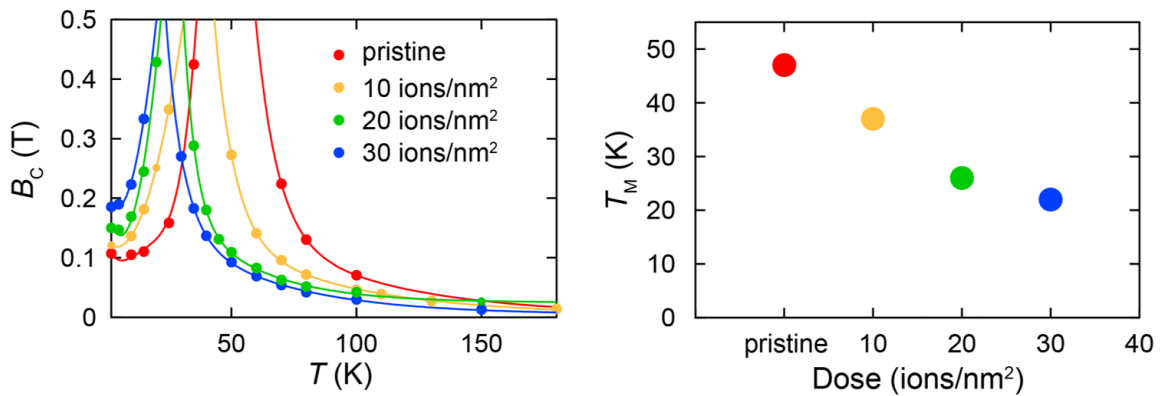 0.5
0.4
0.3
0.2
0.1
0
B_C (T)
pristine
10 ions/nm²
20 ions/nm²
30 ions/nm²
50
100
150
T (K)
50
40
30
20
10
0
T_M (K)
pristine
10
20
30
40
Dose (ions/nm²)